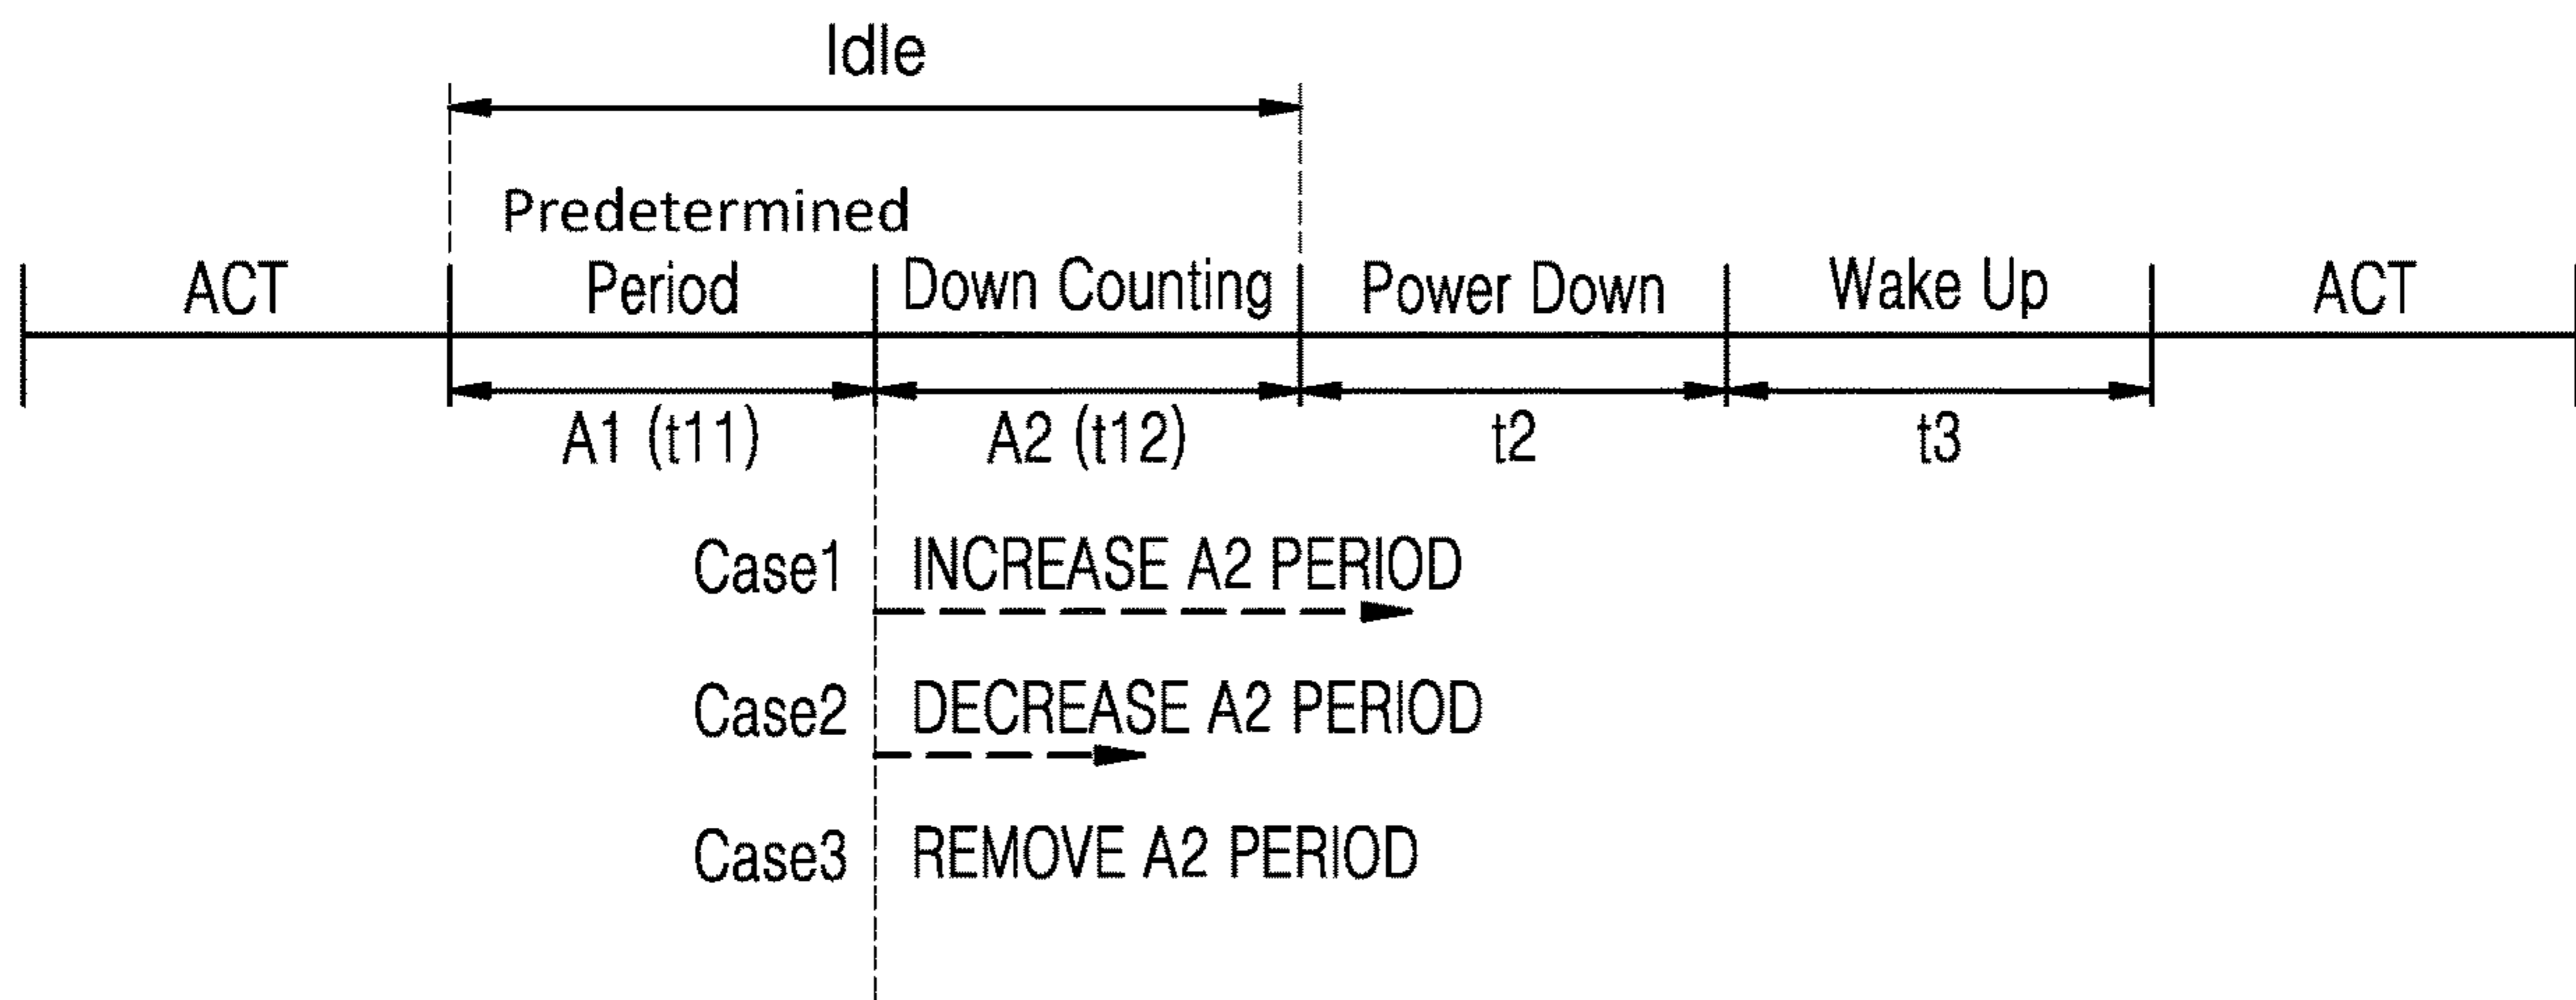 Idle
Predetermined
ACT Period Down Counting Power Down Wake Up ACT
A1 (t11) A2 (t12) t2 t3
Case1 INCREASE A2 PERIOD
Case2 DECREASE A2 PERIOD
Case3 REMOVE A2 PERIOD